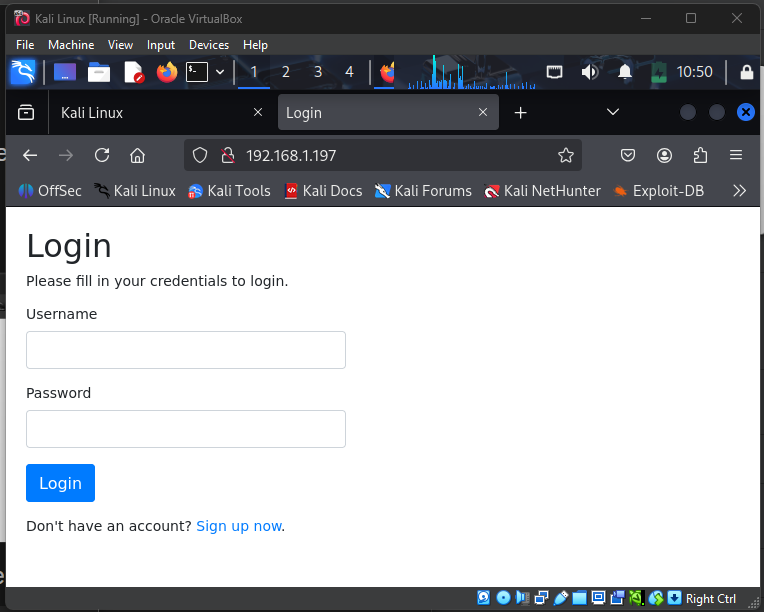 Kali Linux [Running] - Oracle VirtualBox
File Machine View Input Devices Help
1 2 3 4 10:50
Kali Linux Login
192.168.1.197
OffSec Kali Linux Kali Tools Kali Docs Kali Forums Kali NetHunter Exploit-DB
Login
Please fill in your credentials to login.
Username
Password
Login
Don't have an account? Sign up now.
Right Ctrl